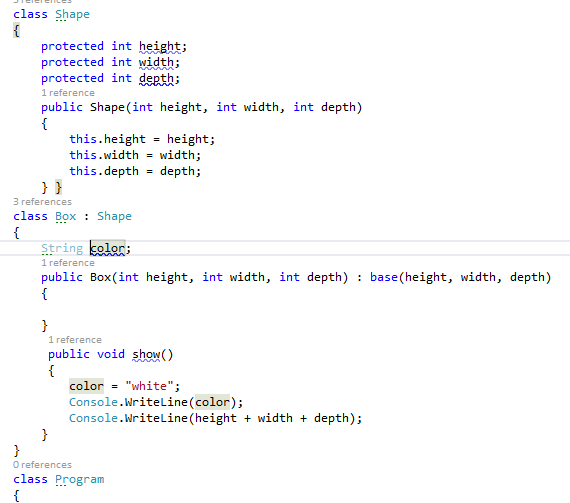 3 references
class Shape
{
protected int height;
protected int width;
protected int depth;
1 reference
public Shape(int height, int width, int depth)
{
this.height = height;
this.width = width;
this.depth = depth;
} }
3 references
class Box : Shape
{
String color;
1 reference
public Box(int height, int width, int depth) : base(height, width, depth)
{
}
1 reference
public void show()
{
color = "white";
Console.WriteLine(color);
Console.WriteLine(height + width + depth);
}
}
0 references
class Program
{